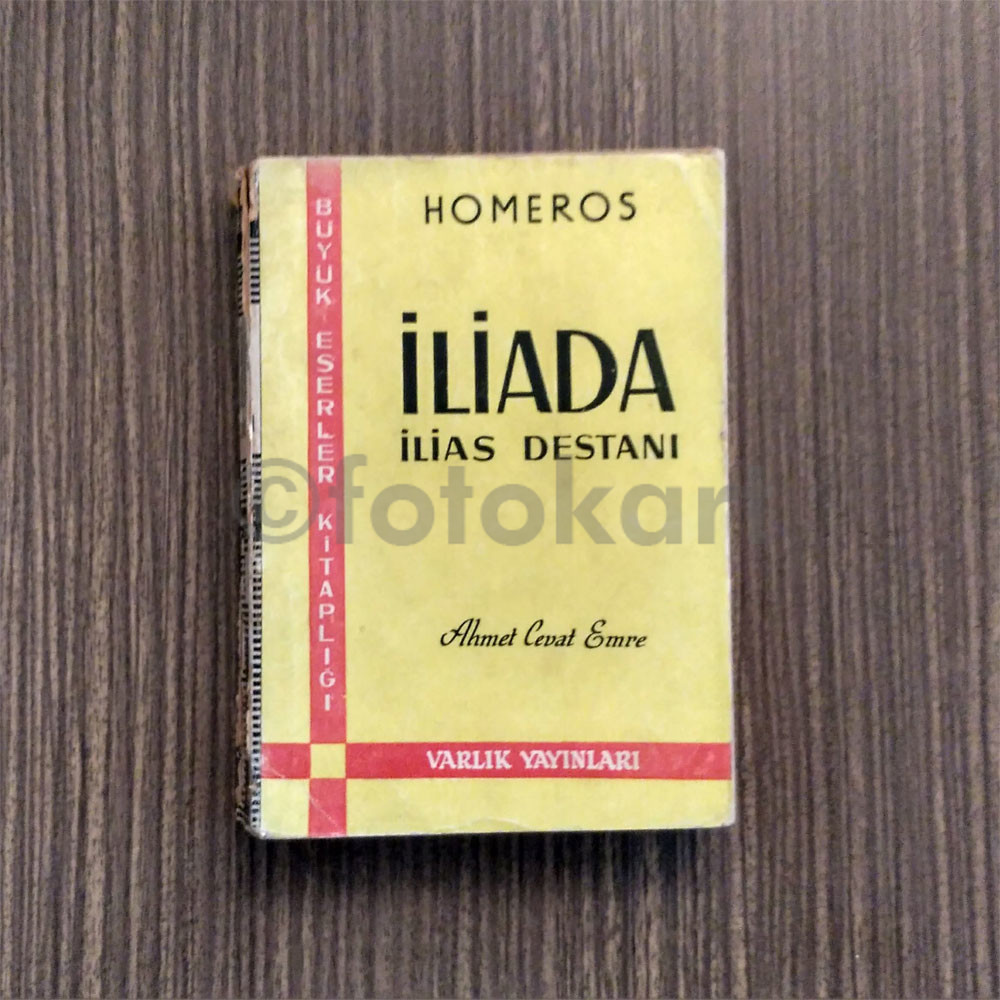 HOMEROS
İLİADA
İLİAS DESTANI
Ahmet Cevat Emre
VARLIK YAYINLARI
BÜYÜK ESERLER KİTAPLIĞI
©fotokar